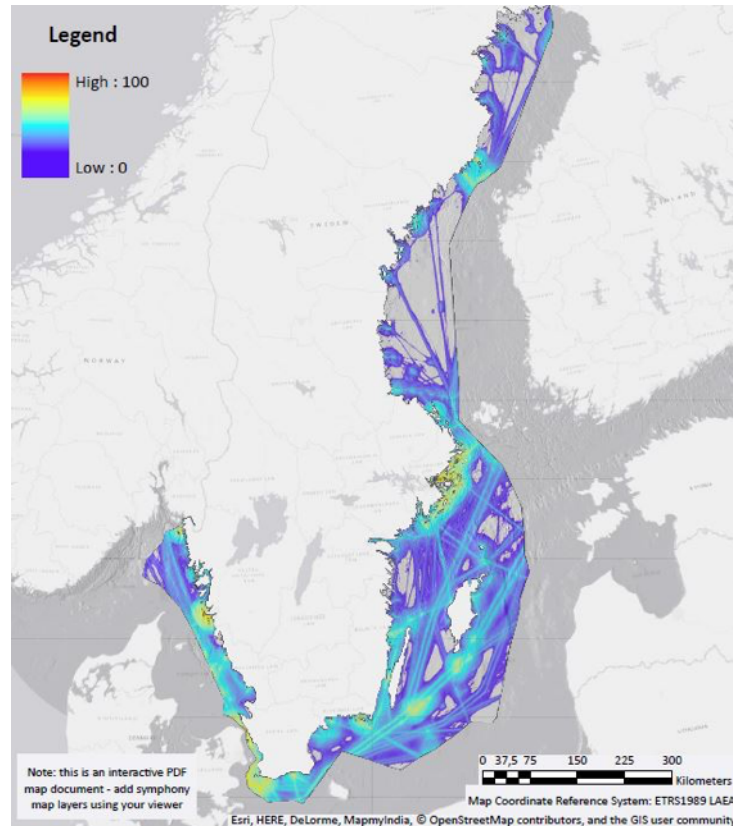 Legend
High : 100
Low : 0
SWEDEN
NORWAY
Note: this is an interactive PDF
map document - add symphony
map layers using your viewer
0 37,5 75 150 225 300
Kilometers
Map Coordinate Reference System: ETRS1989 LAEA
Esri, HERE, DeLorme, MapmyIndia, © OpenStreetMap contributors, and the GIS user community